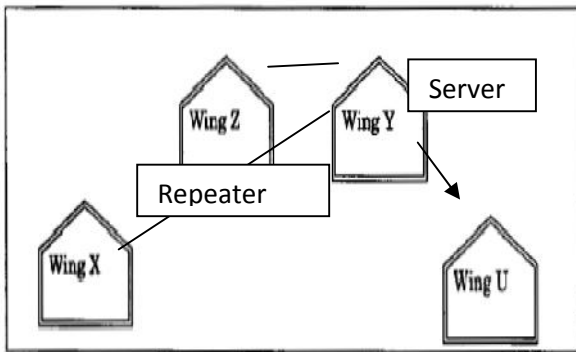 Wing Z
Wing Y
Server
Repeater
Wing X
Wing U